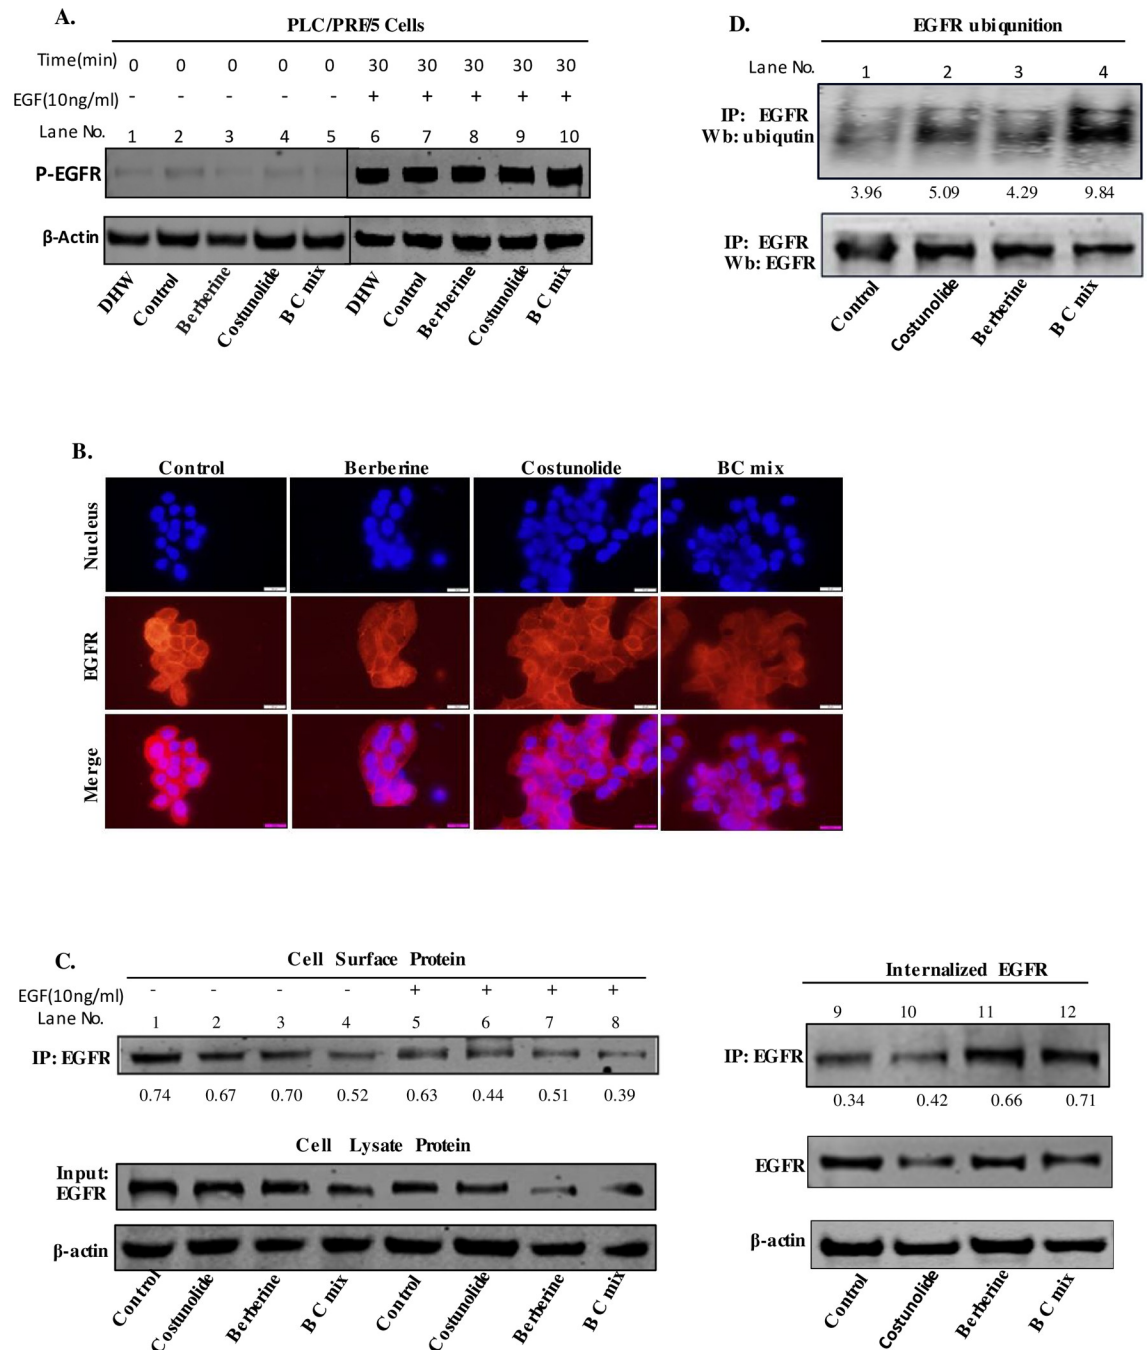 A.
PLC/PRF/5 Cells
Time(min) 0 0 0 0 0 30 30 30 30 30
EGF(10ng/ml) - - - - - + + + + +
Lane No. 1 2 3 4 5 6 7 8 9 10
P-EGFR
β-Actin
DHW Control Berberine Costunolide BC mix DHW Control Berberine Costunolide BC mix
D.
EGFR ubiqunition
Lane No. 1 2 3 4
IP: EGFR
Wb: ubiqutin
3.96 5.09 4.29 9.84
IP: EGFR
Wb: EGFR
Control Costunolide Berberine BC mix
B.
Control Berberine Costunolide BC mix
Nucleus
EGFR
Merge
C.
Cell Surface Protein
EGF(10ng/ml) - - - - + + + +
Lane No. 1 2 3 4 5 6 7 8
IP: EGFR
0.74 0.67 0.70 0.52 0.63 0.44 0.51 0.39
Cell Lysate Protein
Input:
EGFR
β-actin
Control Costunolide Berberine BC mix Control Costunolide Berberine BC mix
Internalized EGFR
9 10 11 12
IP: EGFR
0.34 0.42 0.66 0.71
EGFR
β-actin
Control Costunolide Berberine BC mix